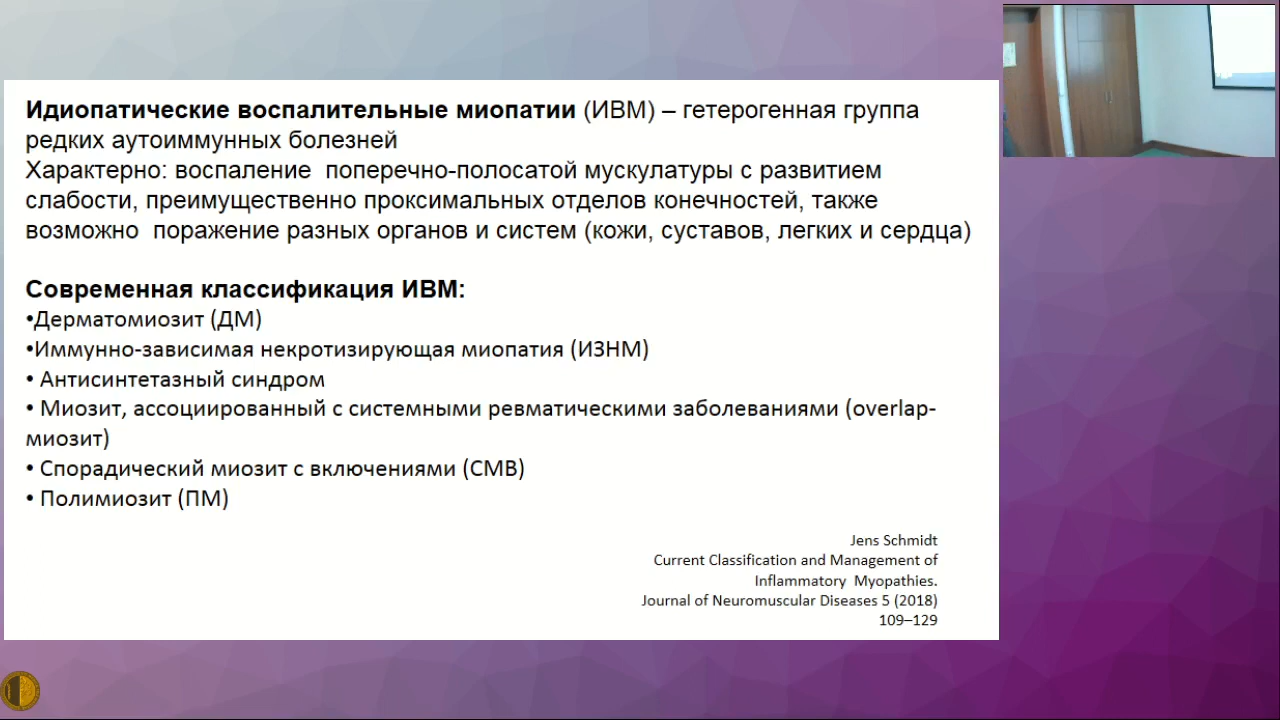 Идиопатические воспалительные миопатии (ИВМ) – гетерогенная группа
редких аутоиммунных болезней
Характерно: воспаление поперечно-полосатой мускулатуры с развитием
слабости, преимущественно проксимальных отделов конечностей, также
возможно поражение разных органов и систем (кожи, суставов, легких и сердца)
Современная классификация ИВМ:
•Дерматомиозит (ДМ)
•Иммунно-зависимая некротизирующая миопатия (ИЗНМ)
• Антисинтетазный синдром
• Миозит, ассоциированный с системными ревматическими заболеваниями (overlap-
миозит)
• Спорадический миозит с включениями (СМВ)
• Полимиозит (ПМ)
Jens Schmidt
Current Classification and Management of
Inflammatory Myopathies.
Journal of Neuromuscular Diseases 5 (2018)
109–129